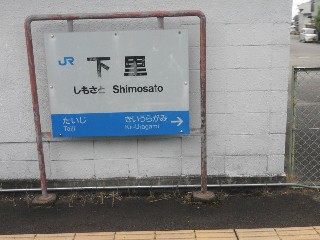 JR 下里
しもさと Shimosato
たいじ きいうらがみ
Taiji Kii-Uragami →